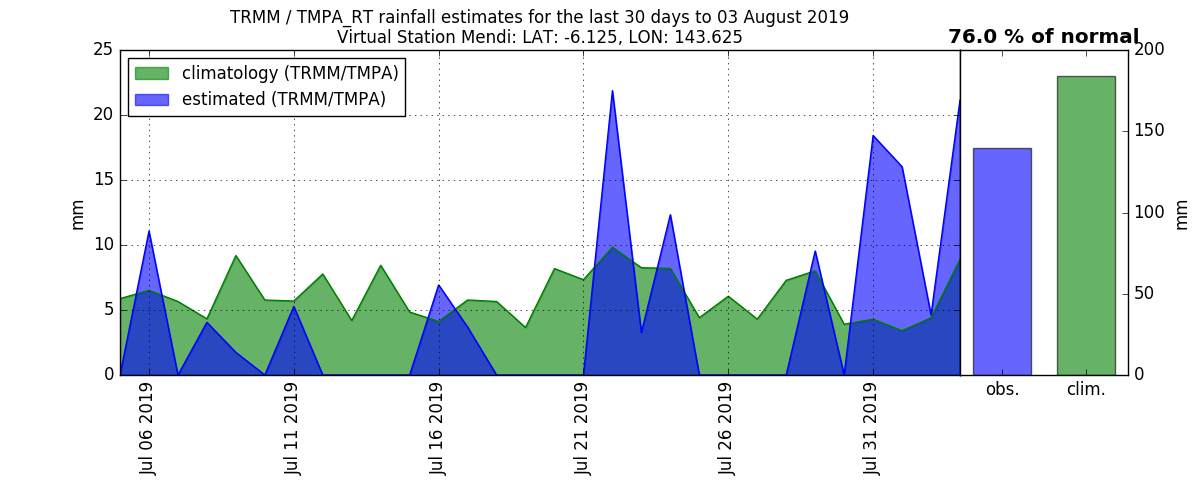 TRMM / TMPA_RT rainfall estimates for the last 30 days to 03 August 2019
Virtual Station Mendi: LAT: -6.125, LON: 143.625
76.0 % of normal
climatology (TRMM/TMPA)
estimated (TRMM/TMPA)
25
20
15
10
5
0
mm
200
150
100
50
0
mm
Jul 06 2019
Jul 11 2019
Jul 16 2019
Jul 21 2019
Jul 26 2019
Jul 31 2019
obs.
clim.